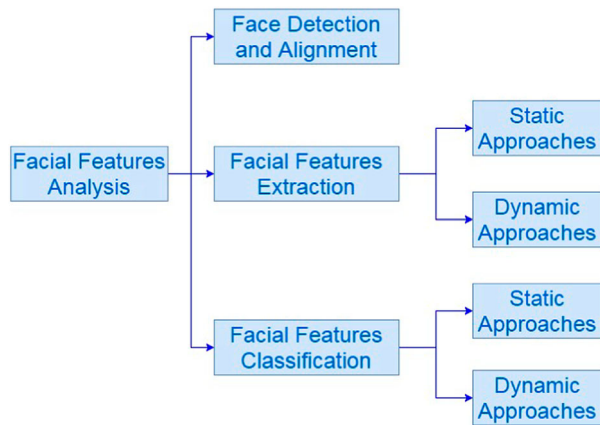 Face Detection
and Alignment
Facial Features
Analysis
Facial Features
Extraction
Static
Approaches
Dynamic
Approaches
Facial Features
Classification
Static
Approaches
Dynamic
Approaches